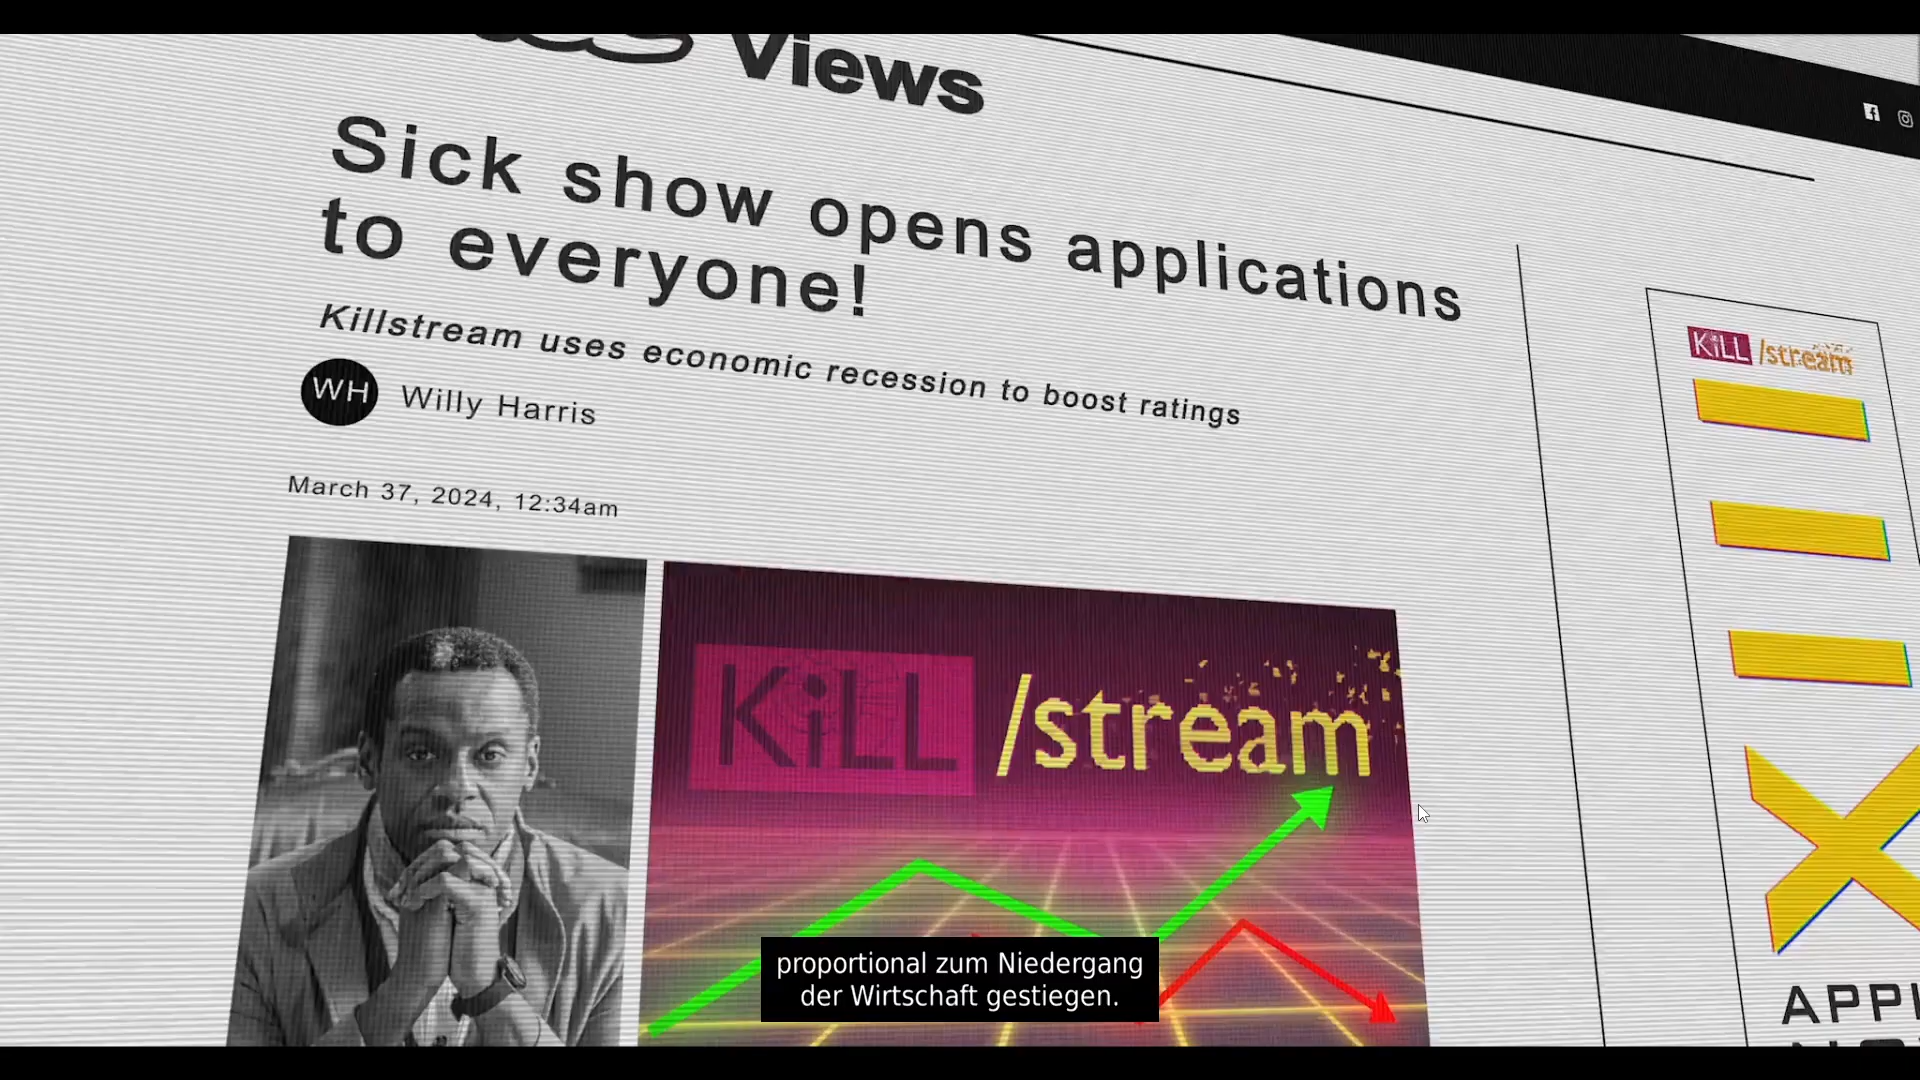 Views
Sick show opens applications
to everyone!
Killstream uses economic recession to boost ratings
WH Willy Harris
March 37, 2024, 12:34am
KiLL /stream
KiLL /stream
proportional zum Niedergang
der Wirtschaft gestiegen.